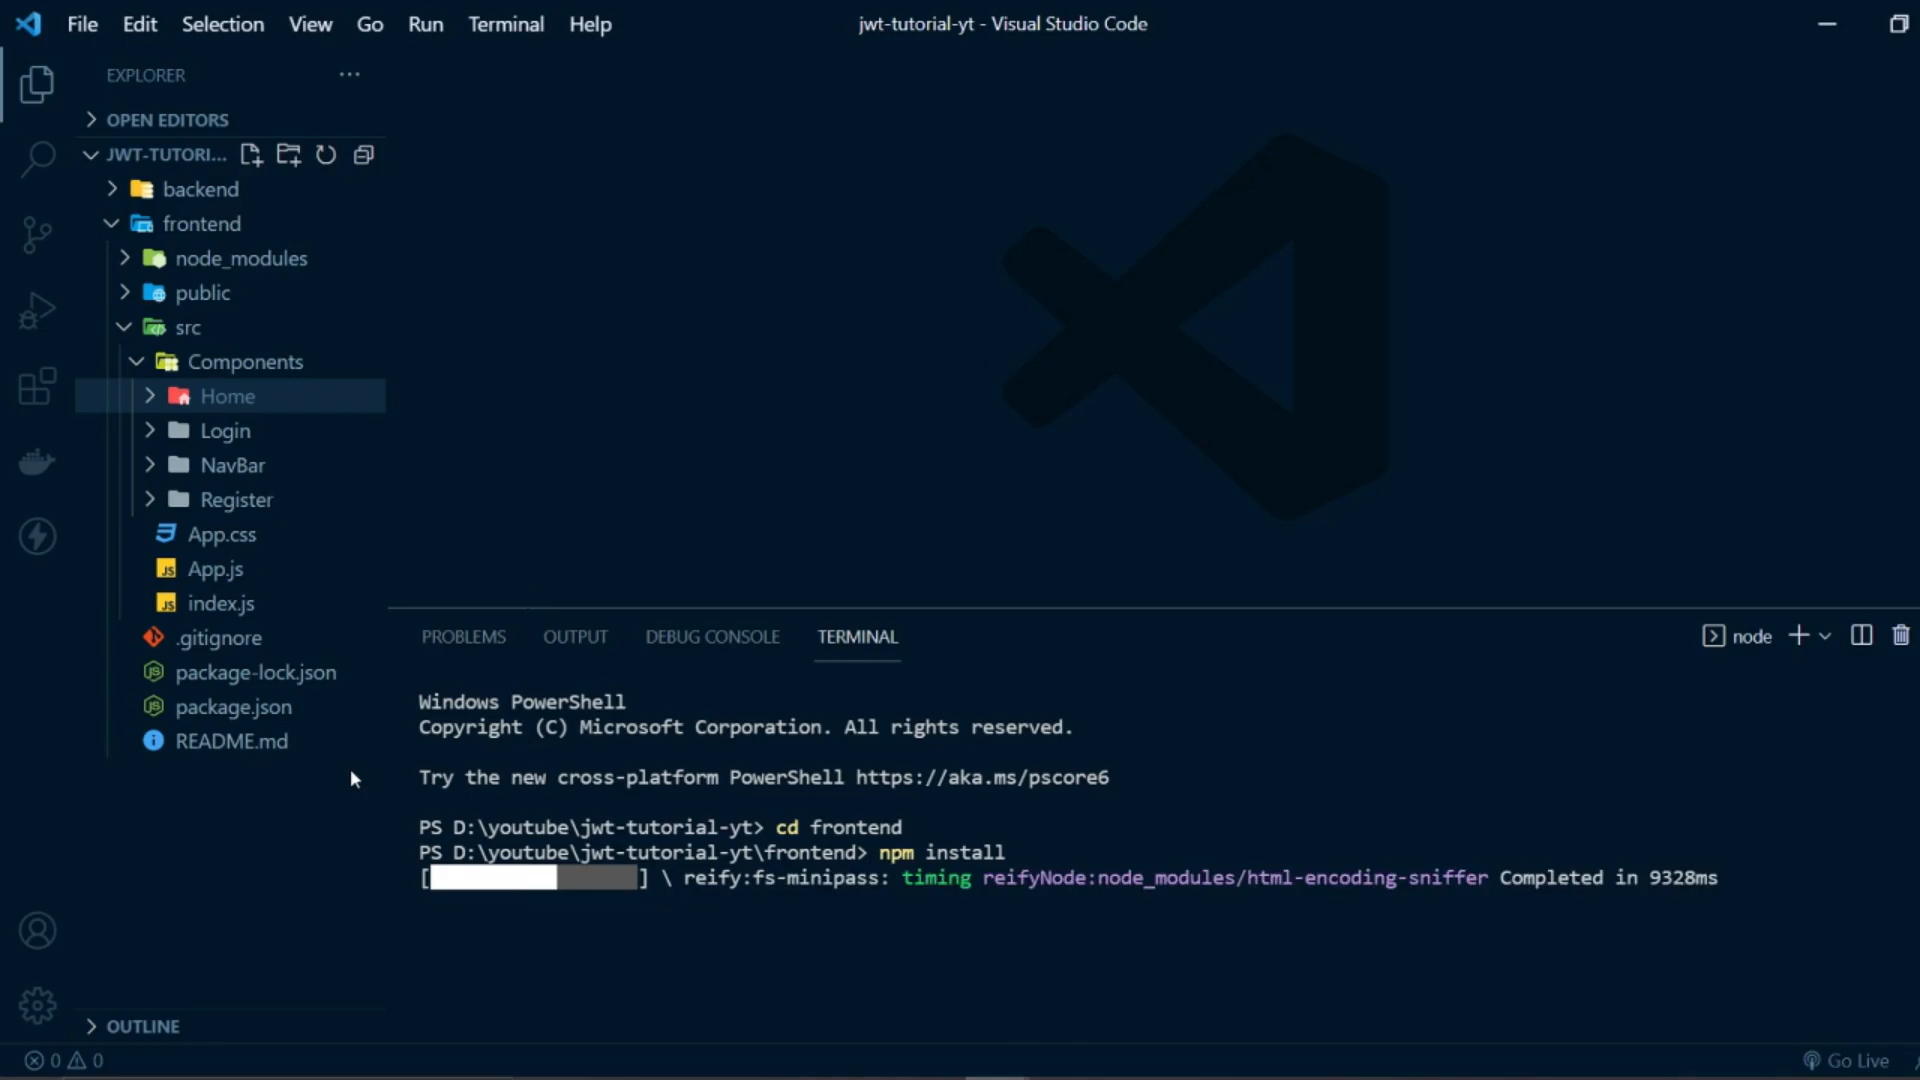 File Edit Selection View Go Run Terminal Help
jwt-tutorial-yt - Visual Studio Code
EXPLORER
OPEN EDITORS
JWT-TUTORI...
backend
frontend
node_modules
public
src
Components
Home
Login
NavBar
Register
App.css
App.js
index.js
.gitignore
package-lock.json
package.json
README.md
OUTLINE
PROBLEMS OUTPUT DEBUG CONSOLE TERMINAL
node
Windows PowerShell
Copyright (C) Microsoft Corporation. All rights reserved.
Try the new cross-platform PowerShell https://aka.ms/pscore6
PS D:\youtube\jwt-tutorial-yt> cd frontend
PS D:\youtube\jwt-tutorial-yt\frontend> npm install
[ ] \ reify:fs-minipass: timing reifyNode:node_modules/html-encoding-sniffer Completed in 9328ms
0 0
Go Live